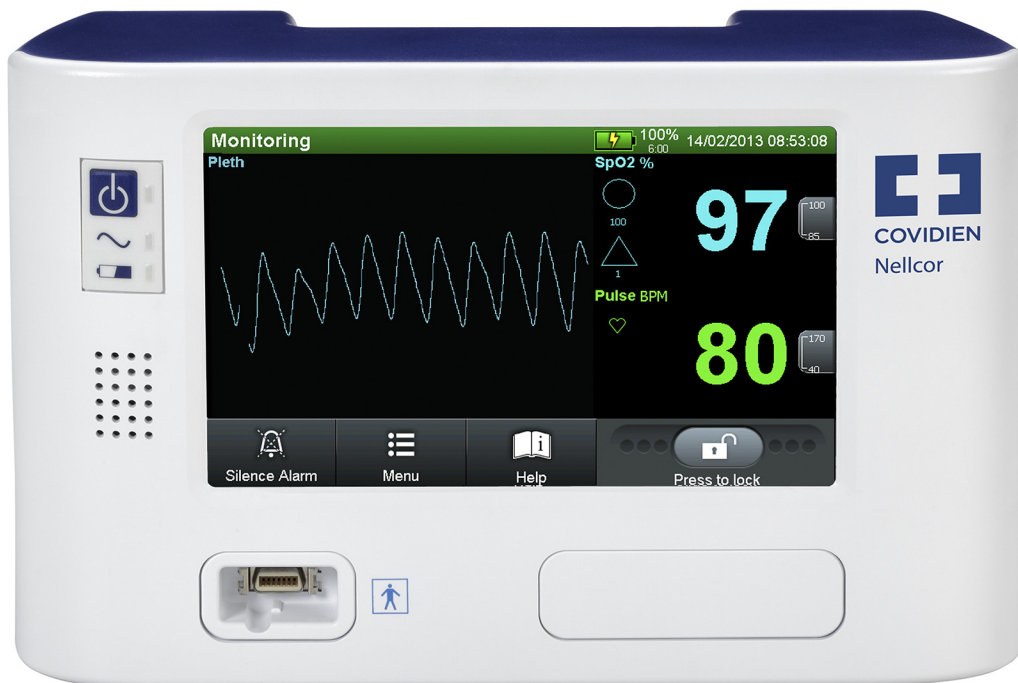 Monitoring
100%
6:00
14/02/2013 08:53:08
Pleth
SpO2 %
100
1
97
100
85
Pulse BPM
80
170
40
COVIDIEN
Nellcor
Silence Alarm
Menu
i
Help
Press to lock